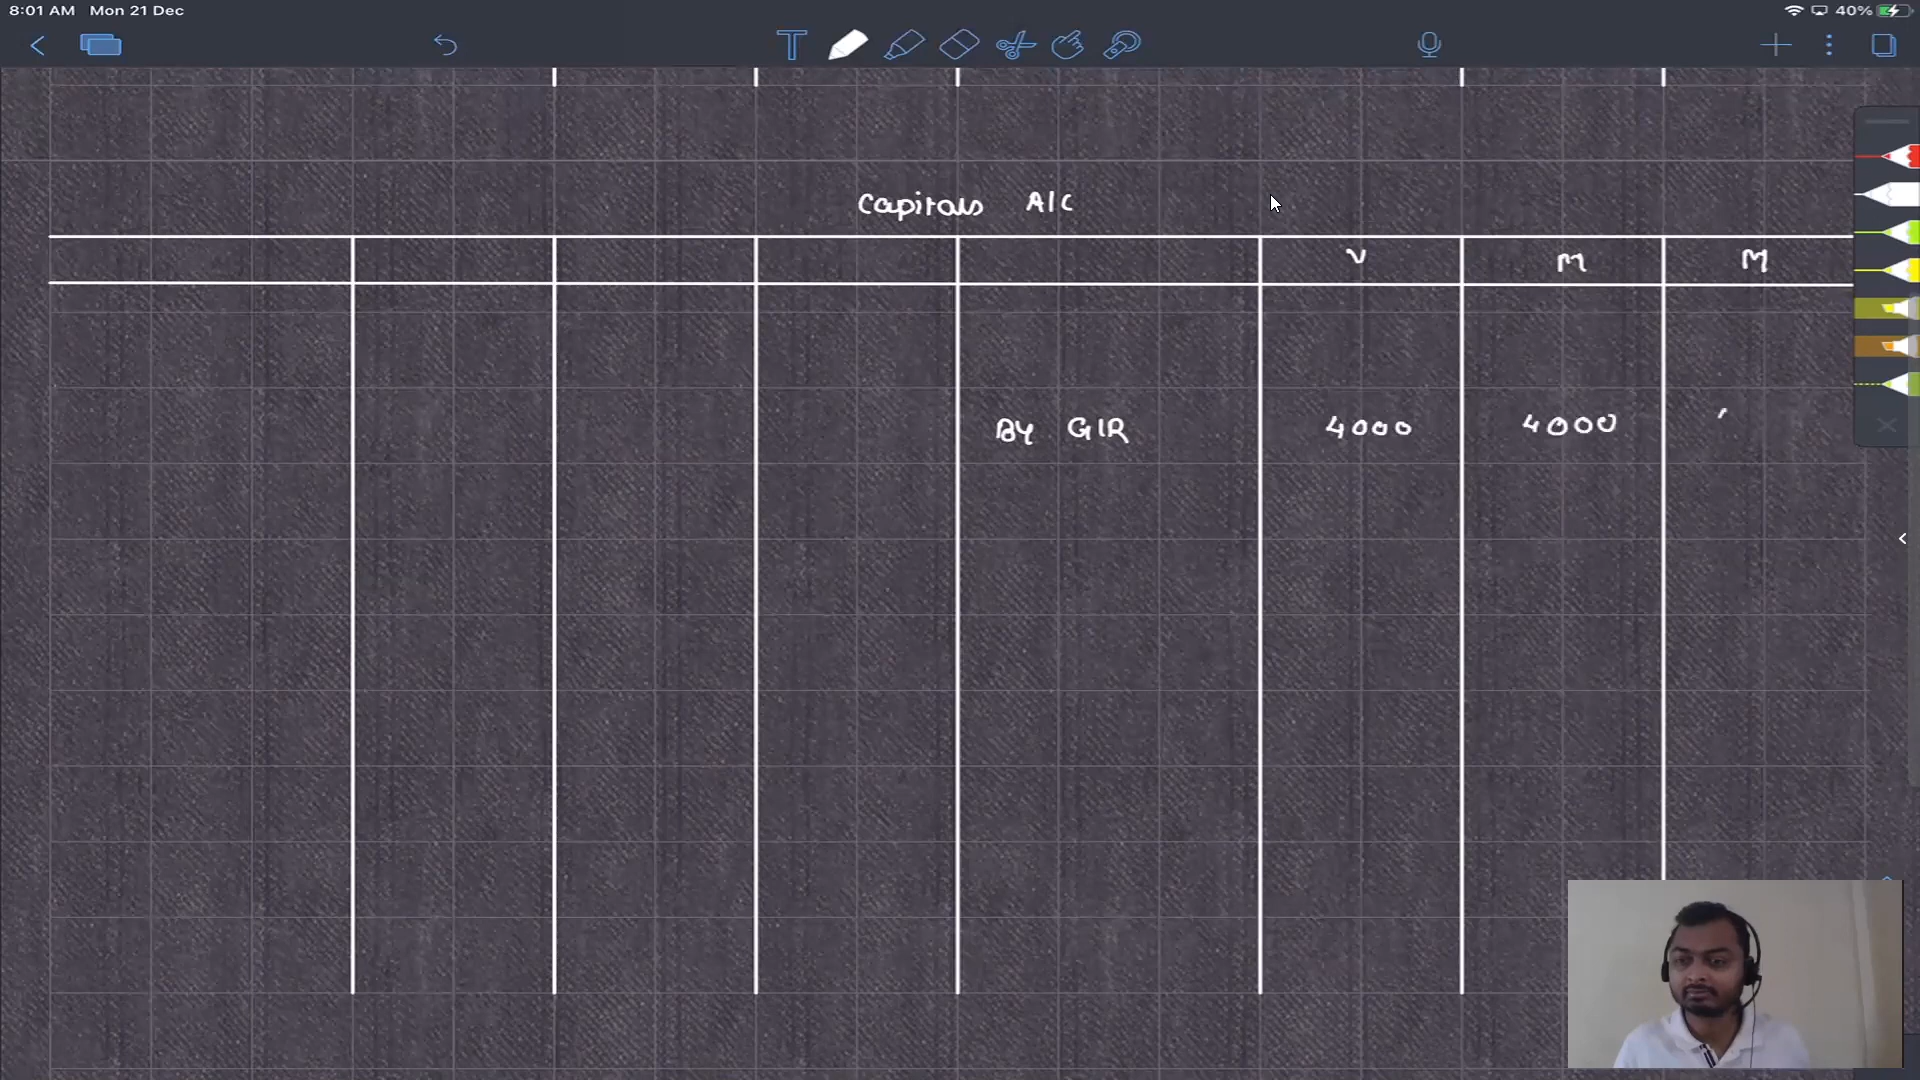 8:01 AM Mon 21 Dec 40%
T
Capitals A/C
V M M
BY G/R 4000 4000